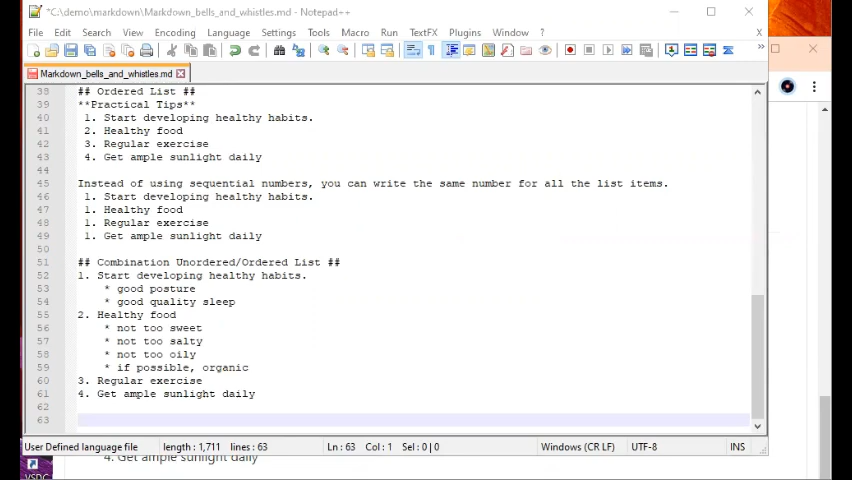 *C:\demo\markdown\Markdown_bells_and_whistles.md - Notepad++
File Edit Search View Encoding Language Settings Tools Macro Run TextFX Plugins Window ? X
Markdown_bells_and_whistles.md
38 ## Ordered List ##
39 **Practical Tips**
40 1. Start developing healthy habits.
41 2. Healthy food
42 3. Regular exercise
43 4. Get ample sunlight daily
44
45 Instead of using sequential numbers, you can write the same number for all the list items.
46 1. Start developing healthy habits.
47 1. Healthy food
48 1. Regular exercise
49 1. Get ample sunlight daily
50
51 ## Combination Unordered/Ordered List ##
52 1. Start developing healthy habits.
53 * good posture
54 * good quality sleep
55 2. Healthy food
56 * not too sweet
57 * not too salty
58 * not too oily
59 * if possible, organic
60 3. Regular exercise
61 4. Get ample sunlight daily
62
63
User Defined language file length : 1,711 lines : 63 Ln : 63 Col : 1 Sel : 0 | 0 Windows (CR LF) UTF-8 INS
4. Get ample sunlight daily